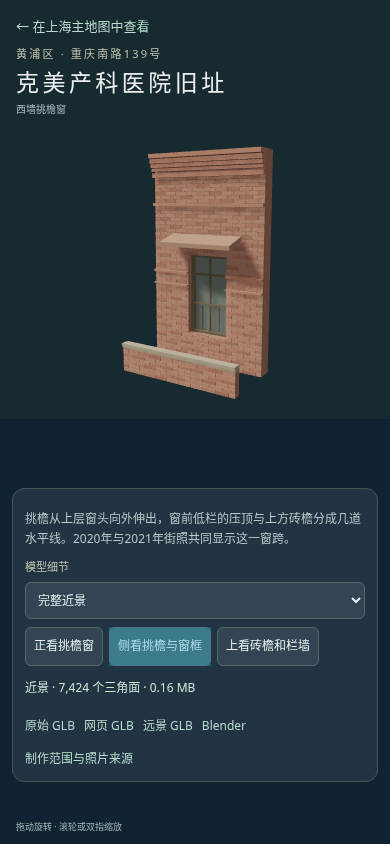 ← 在上海主地图中查看
黄浦区 · 重庆南路139号
克美产科医院旧址
西墙挑檐窗
挑檐从上层窗头向外伸出，窗前低栏的压顶与上方砖檐分成几道
水平线。2020年与2021年街照共同显示这一窗跨。
模型细节
完整近景
正看挑檐窗 侧看挑檐与窗框 上看砖檐和栏墙
近景 · 7,424 个三角面 · 0.16 MB
原始 GLB 网页 GLB 远景 GLB Blender
制作范围与照片来源
拖动旋转 · 滚轮或双指缩放